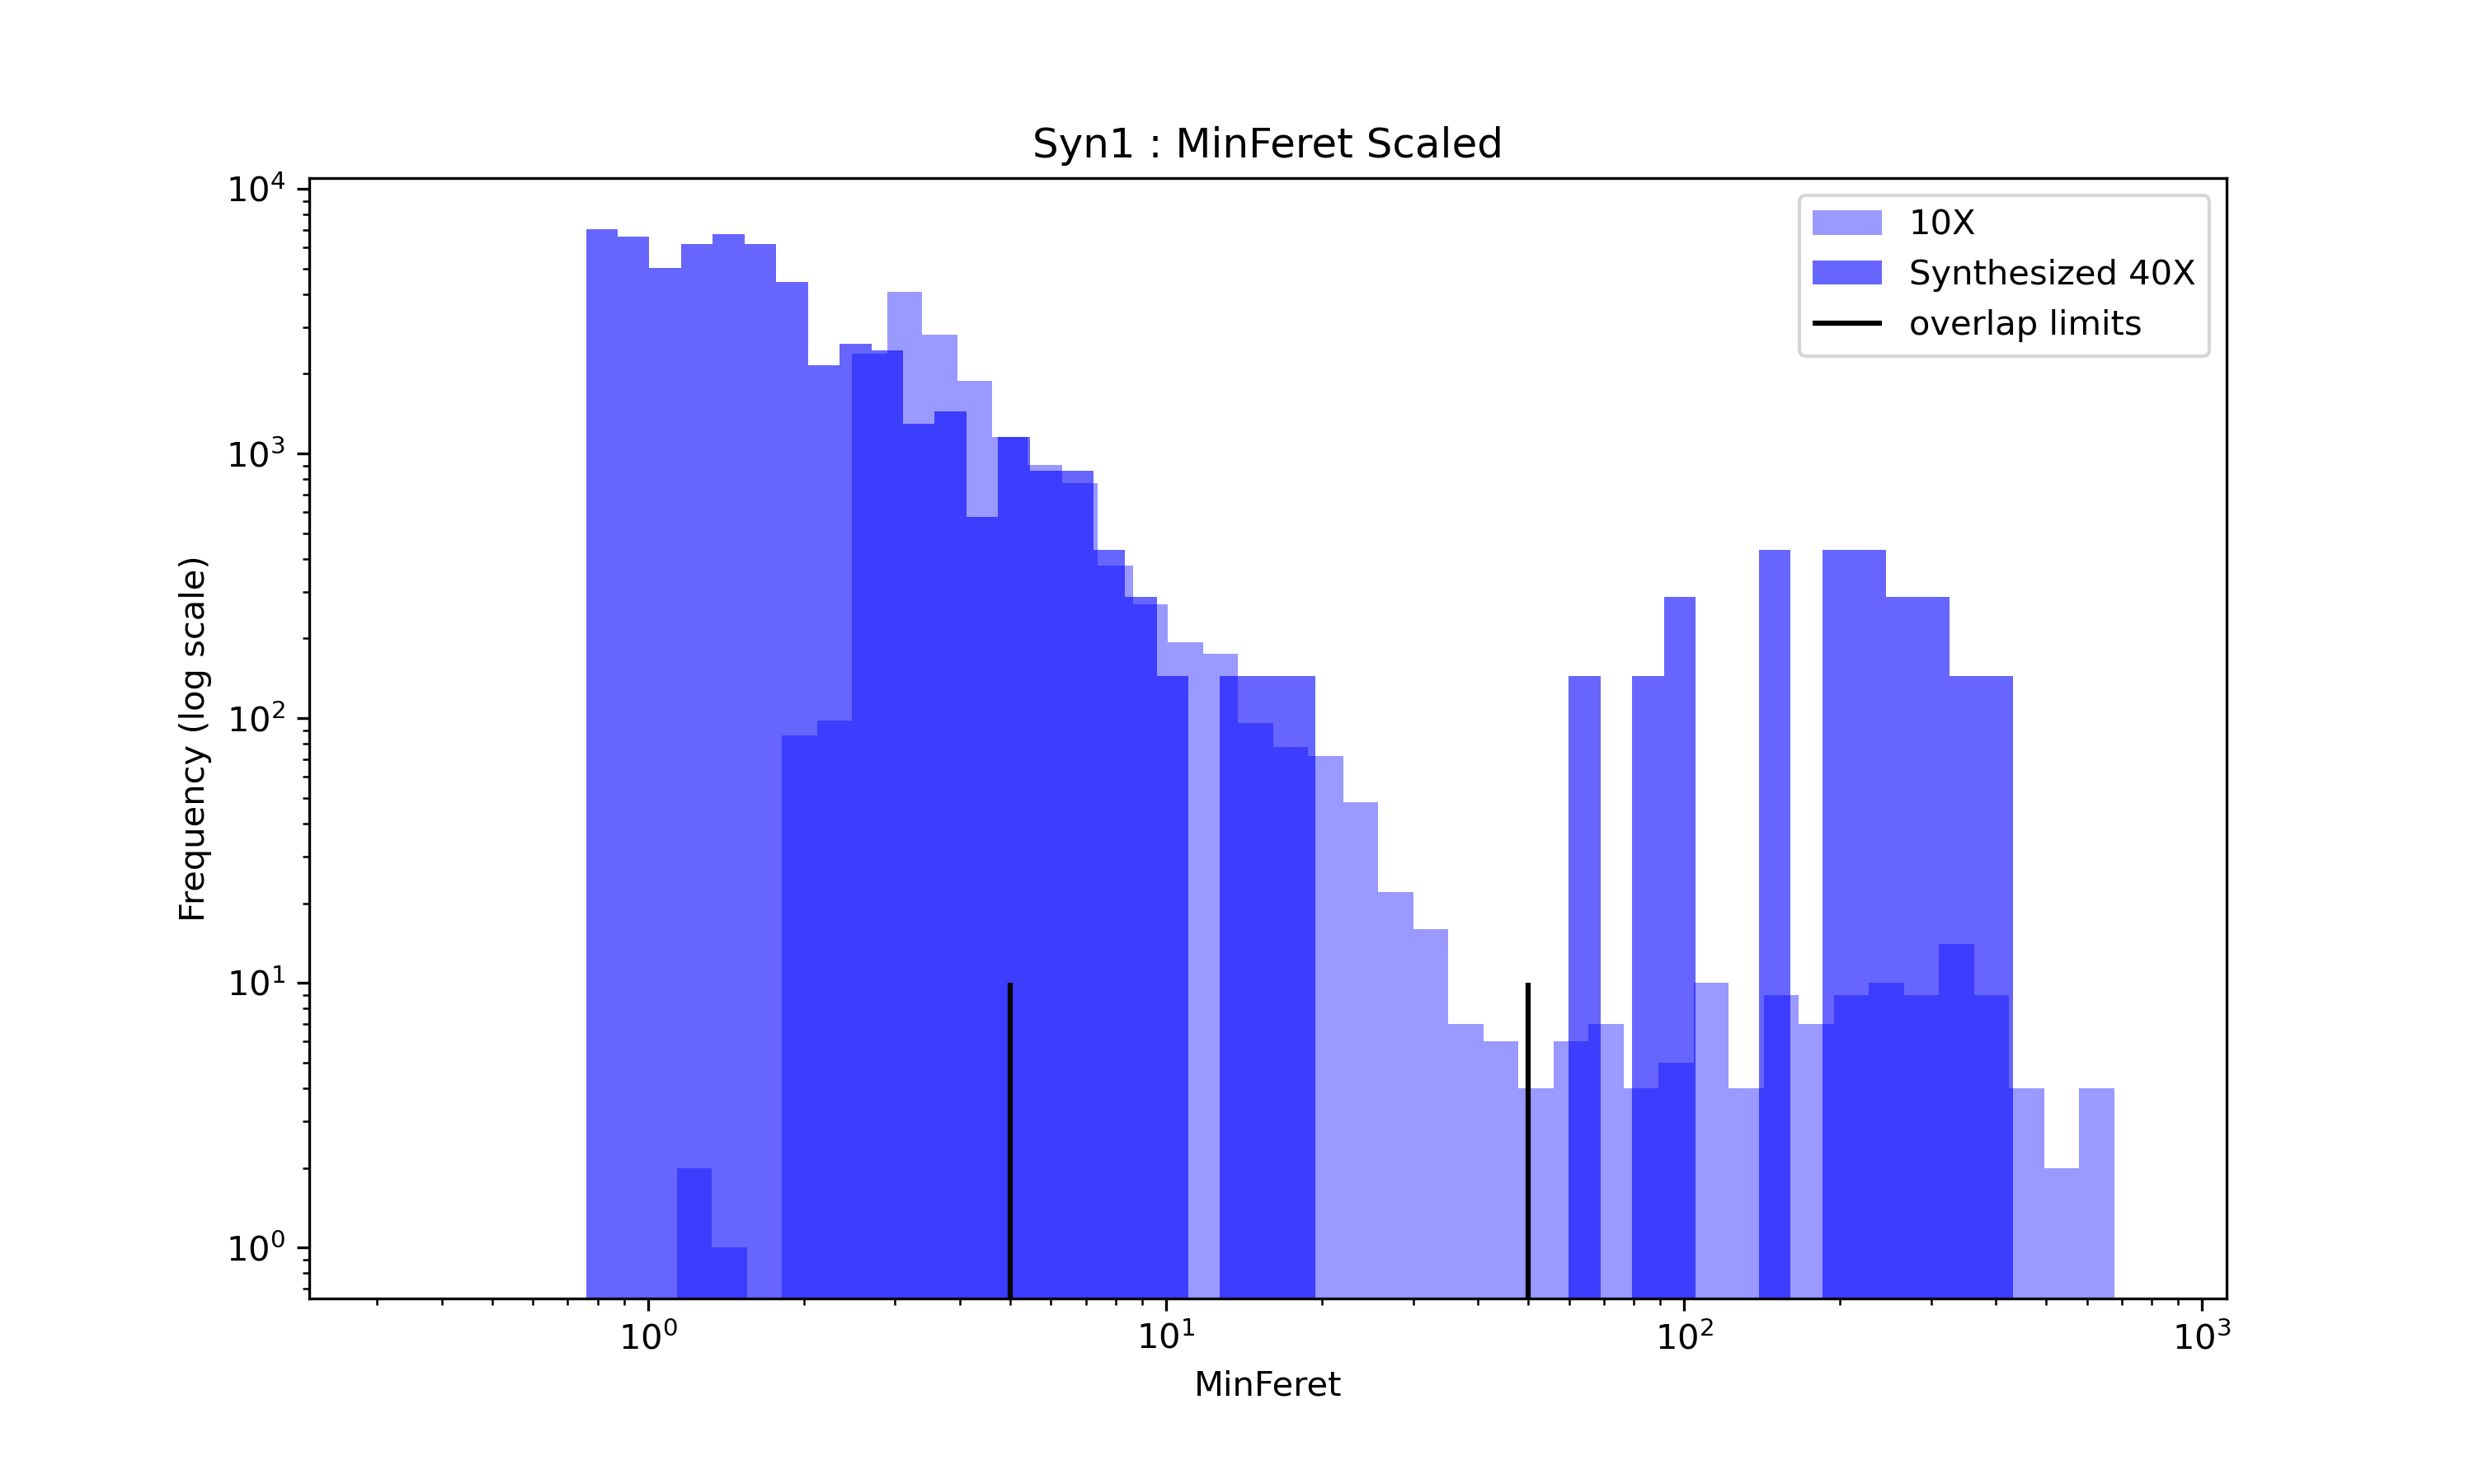 Syn1 : MinFeret Scaled
10X
Synthesized 40X
overlap limits
Frequency (log scale)
10⁴
10³
10²
10¹
10⁰
10⁰ 10¹ 10² 10³
MinFeret